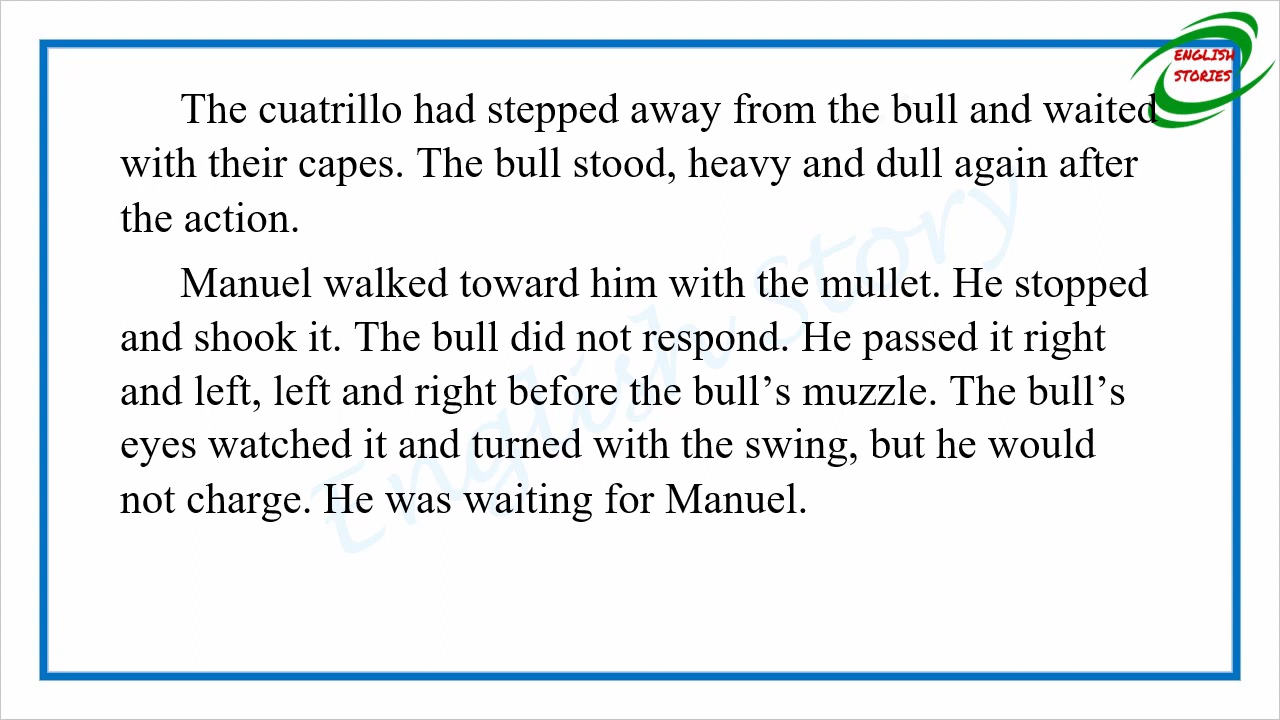 ENGLISH
STORIES
The cuatrillo had stepped away from the bull and waited
with their capes. The bull stood, heavy and dull again after
the action.
Manuel walked toward him with the mullet. He stopped
and shook it. The bull did not respond. He passed it right
and left, left and right before the bull’s muzzle. The bull’s
eyes watched it and turned with the swing, but he would
not charge. He was waiting for Manuel.
English Story